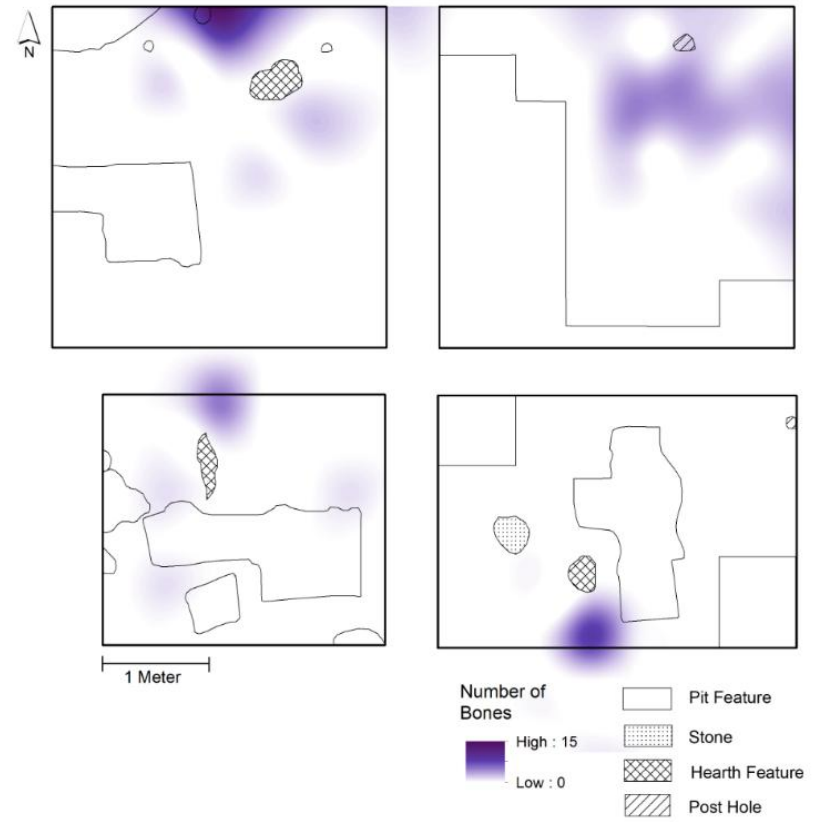 N
1 Meter
Number of
Bones
High : 15
Low : 0
Pit Feature
Stone
Hearth Feature
Post Hole